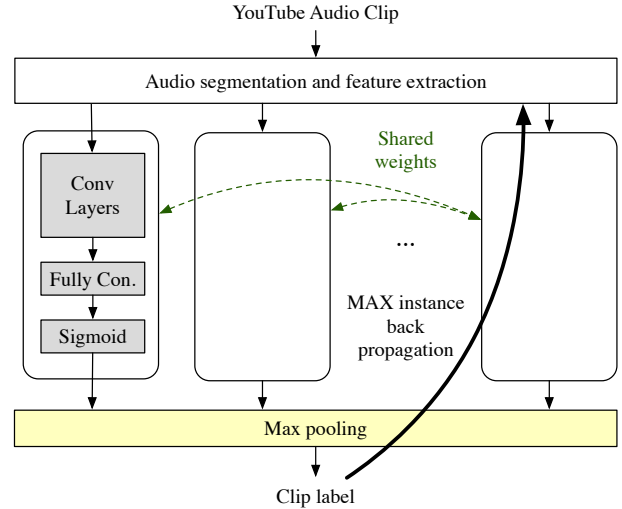 YouTube Audio Clip
Audio segmentation and feature extraction
Shared
weights
Conv
Layers
...
Fully Con.
MAX instance
back
propagation
Sigmoid
Max pooling
Clip label